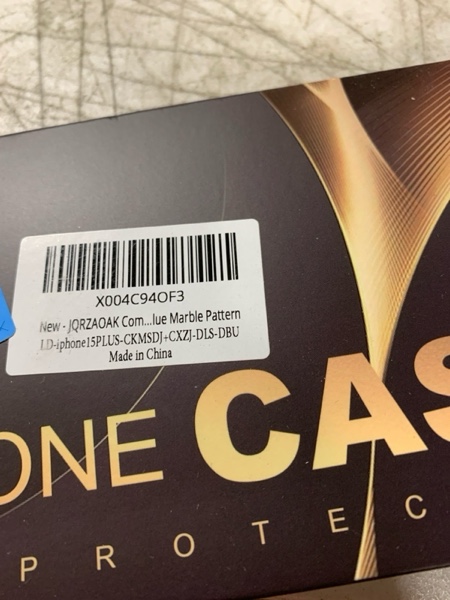 X004C94OF3
New - JQRZAOAK Com...lue Marble Pattern
LD-iphone15PLUS-CKMSDJ+CXZJ-DLS-DBU
Made in China
ONE CAS
PROTEC